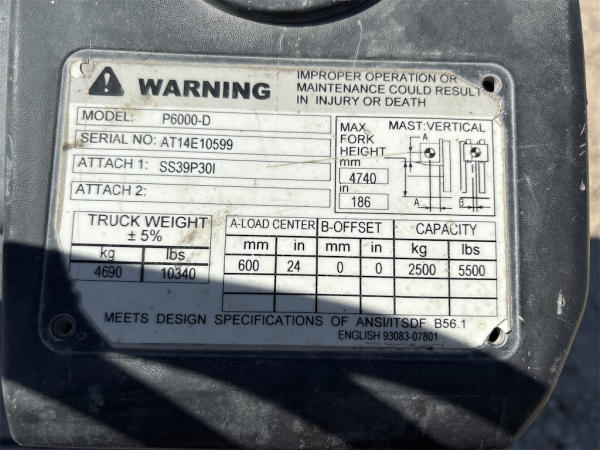 WARNING
IMPROPER OPERATION OR
MAINTENANCE COULD RESULT
IN INJURY OR DEATH
MODEL: P6000-D
SERIAL NO: AT14E10599
ATTACH 1: SS39P30I
ATTACH 2:
MAX FORK HEIGHT
mm
4740
in
186
MAST:VERTICAL
A
A
B
TRUCK WEIGHT
± 5%
kg lbs
4690 10340
A-LOAD CENTER B-OFFSET CAPACITY
mm in mm in kg lbs
600 24 0 0 2500 5500
MEETS DESIGN SPECIFICATIONS OF ANSI/ITSDF B56.1
ENGLISH 93083-07801